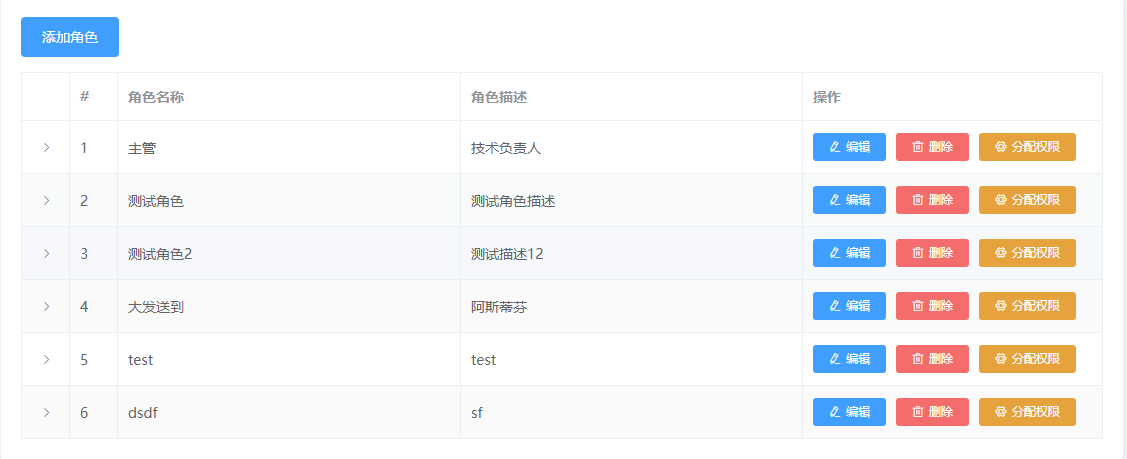 添加角色
# 角色名称 角色描述 操作
1 主管 技术负责人 编辑 删除 分配权限
2 测试角色 测试角色描述 编辑 删除 分配权限
3 测试角色2 测试描述12 编辑 删除 分配权限
4 大发送到 阿斯蒂芬 编辑 删除 分配权限
5 test test 编辑 删除 分配权限
6 dsdf sf 编辑 删除 分配权限